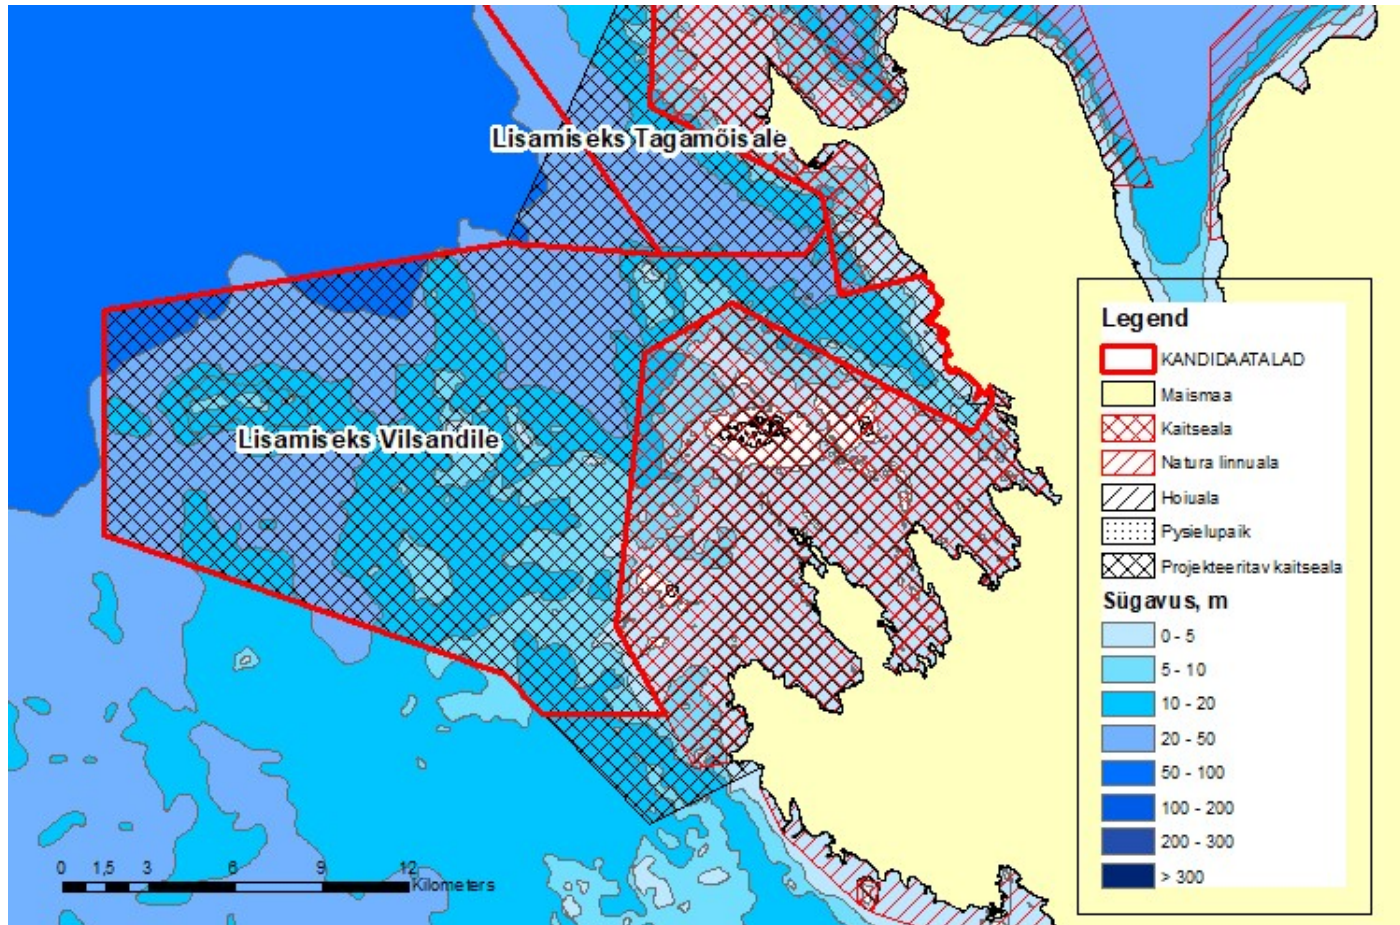 Lisamiseks Tagamõisale
Lisamiseks Vilsandile
Legend
KANDIDAATALAD
Maismaa
Kaitseala
Natura linnuala
Hoiuala
Pysielupaik
Projekteeritav kaitseala
Sügavus, m
0 - 5
5 - 10
10 - 20
20 - 50
50 - 100
100 - 200
200 - 300
> 300
0 1,5 3 6 9 12
Kilometers